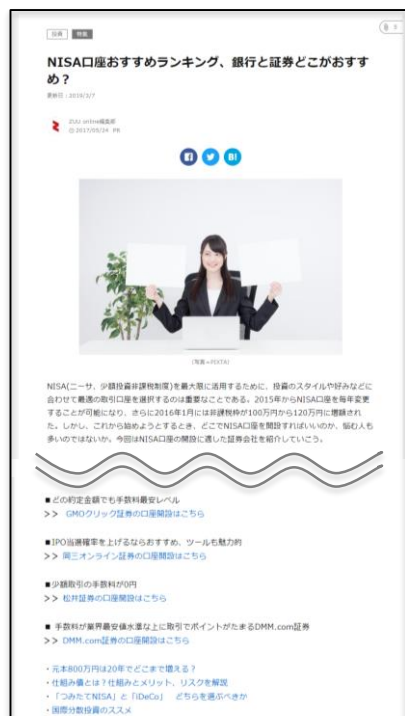 投資 特集
NISA口座おすすめランキング、銀行と証券どこがおすす
め？
更新日：2019/3/7
ZUU online編集部
2017/05/24 PR
B!
(写真=PIXTA)
NISA(ニーサ、少額投資非課税制度)を最大限に活用するために、投資のスタイルや好みなどに
合わせて最適の取引口座を選択するのは重要なことである。2015年からNISA口座を毎年変更
することが可能になり、さらに2016年1月には非課税枠が100万円から120万円に増額され
た。しかし、これから始めようとするとき、どこでNISA口座を開設すればいいのか、悩む人も
多いのではないか。今回はNISA口座の開設に適した証券会社を紹介していこう。
■どの約定金額でも手数料最安レベル
>> GMOクリック証券の口座開設はこちら
■IPO当選確率を上げるならおすすめ、ツールも魅力的
>> 岡三オンライン証券の口座開設はこちら
■少額取引の手数料が0円
>> 松井証券の口座開設はこちら
■ 手数料が業界最安値水準な上に取引でポイントがたまるDMM.com証券
>> DMM.com証券の口座開設はこちら
・元本800万円は20年でどこまで増える？
・仕組み債とは？仕組みとメリット、リスクを解説
・「つみたてNISA」と「iDeCo」 どちらを選ぶべきか
・国際分散投資のススメ